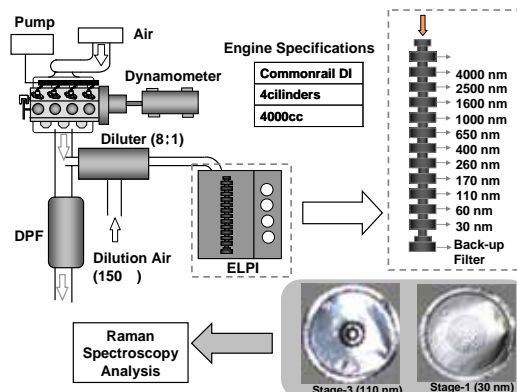 Pump
Air
Engine Specifications
Commonrail DI
4cilinders
4000cc
Dynamometer
Diluter (8:1)
DPF
Dilution Air
(150   )
ELPI
4000 nm
2500 nm
1600 nm
1000 nm
650 nm
400 nm
260 nm
170 nm
110 nm
60 nm
30 nm
Back-up
Filter
Raman
Spectroscopy
Analysis
Stage-3 (110 nm)
Stage-1 (30 nm)